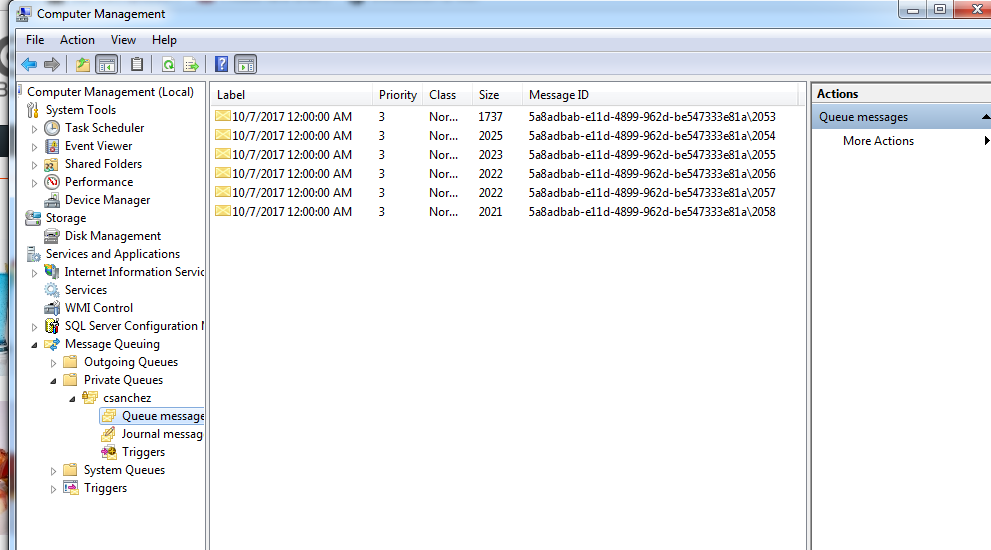 Computer Management
File Action View Help
Computer Management (Local)
System Tools
Task Scheduler
Event Viewer
Shared Folders
Performance
Device Manager
Storage
Disk Management
Services and Applications
Internet Information Servic
Services
WMI Control
SQL Server Configuration
Message Queuing
Outgoing Queues
Private Queues
csanchez
Queue message
Journal messag
Triggers
System Queues
Triggers
Label Priority Class Size Message ID
10/7/2017 12:00:00 AM 3 Nor... 1737 5a8adbab-e11d-4899-962d-be547333e81a\2053
10/7/2017 12:00:00 AM 3 Nor... 2025 5a8adbab-e11d-4899-962d-be547333e81a\2054
10/7/2017 12:00:00 AM 3 Nor... 2023 5a8adbab-e11d-4899-962d-be547333e81a\2055
10/7/2017 12:00:00 AM 3 Nor... 2022 5a8adbab-e11d-4899-962d-be547333e81a\2056
10/7/2017 12:00:00 AM 3 Nor... 2022 5a8adbab-e11d-4899-962d-be547333e81a\2057
10/7/2017 12:00:00 AM 3 Nor... 2021 5a8adbab-e11d-4899-962d-be547333e81a\2058
Actions
Queue messages
More Actions